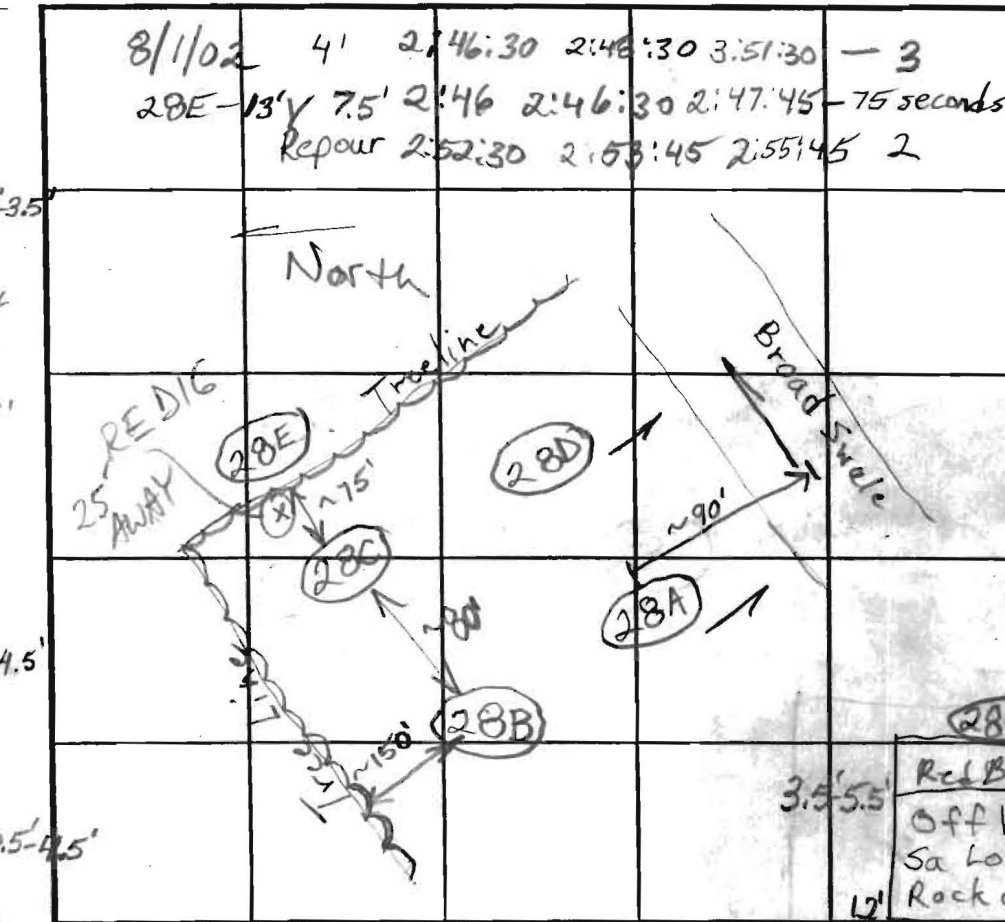 8/1/02 4' 2:46:30 2:48:30 3:51:30 - 3
28E-13'√ 7.5' 2:46 2:46:30 2:47:45 - 75 seconds
Repour 2:52:30 2:53:45 2:55:45 2
-3.5'
North
Treeline
Broad Swale
REDIG
25' AWAY
28E
X
~75'
28D
28C
~90'
28A
~80'
4.5'
28B
~150'
28
3.5'-5.5'
Red B
Off
Sa Lo
.5-4.5'
12'
Rock